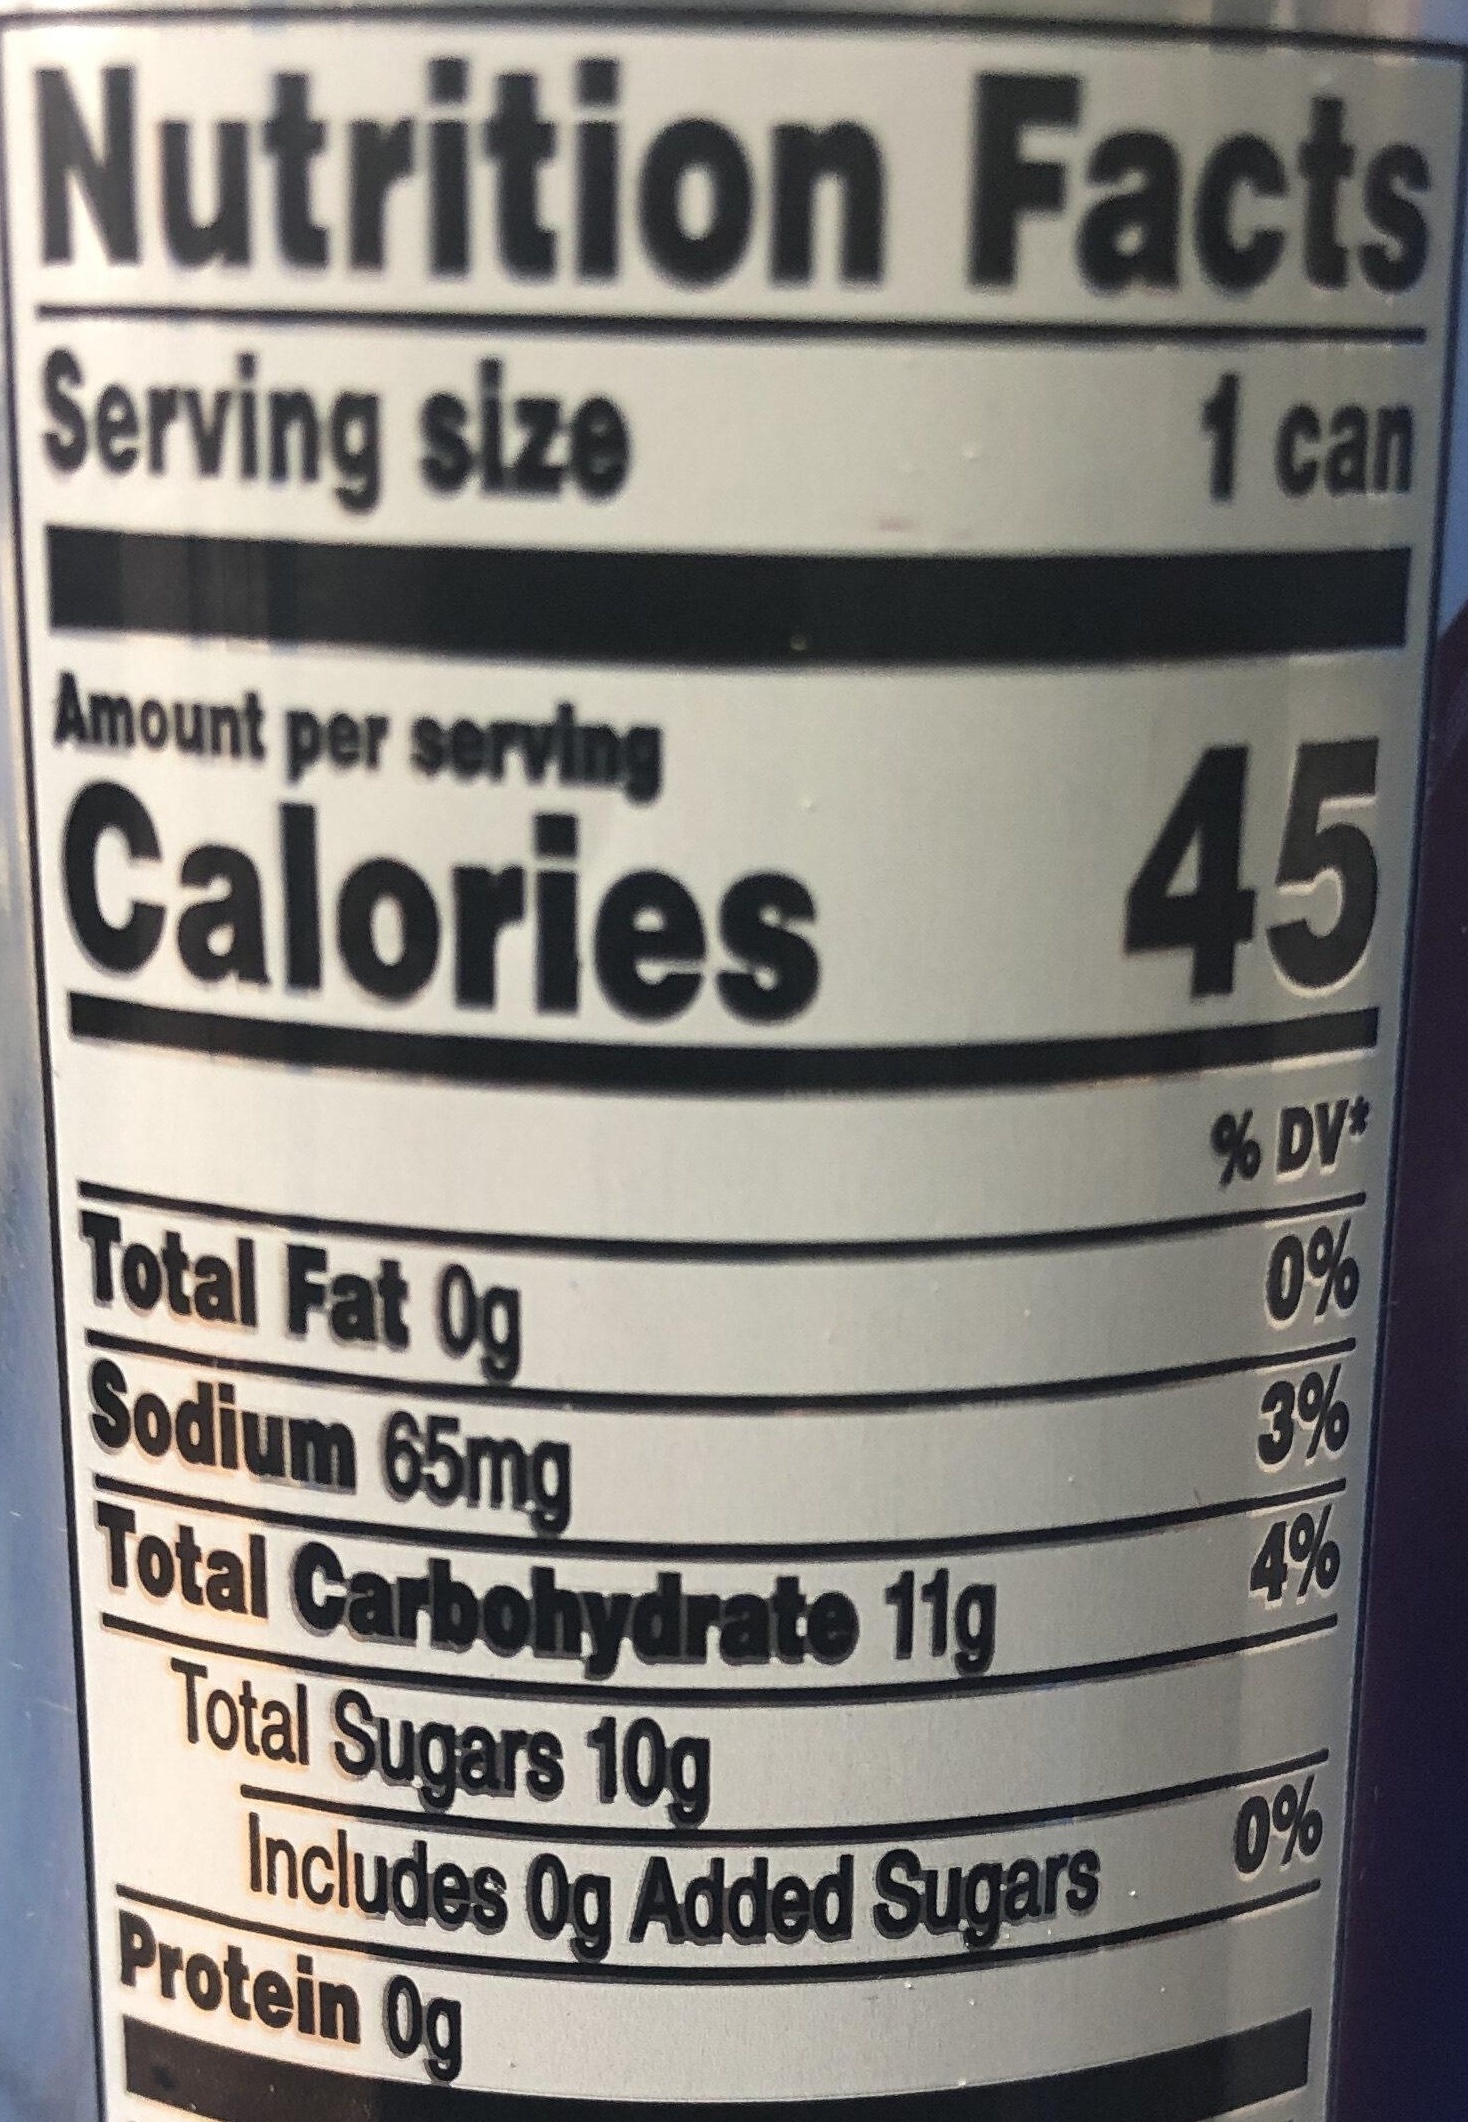 Nutrition Facts
Serving size 1 can
Amount per serving
Calories 45
% DV*
Total Fat 0g 0%
Sodium 65mg 3%
Total Carbohydrate 11g 4%
Total Sugars 10g
Includes 0g Added Sugars 0%
Protein 0g